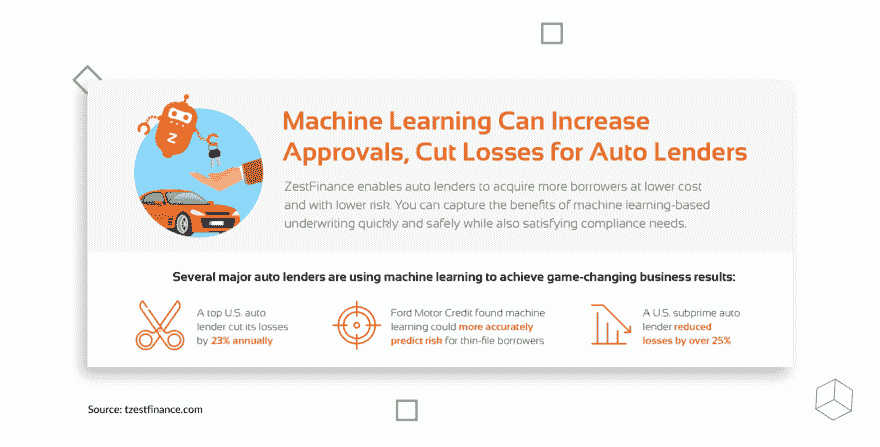 Machine Learning Can Increase
Approvals, Cut Losses for Auto Lenders
ZestFinance enables auto lenders to acquire more borrowers at lower cost
and with lower risk. You can capture the benefits of machine learning-based
underwriting quickly and safely while also satisfying compliance needs.
Z
Several major auto lenders are using machine learning to achieve game-changing business results:
A top U.S. auto
lender cut its losses
by 23% annually
Ford Motor Credit found machine
learning could more accurately
predict risk for thin-file borrowers
A U.S. subprime auto
lender reduced
losses by over 25%
Source: tzestfinance.com